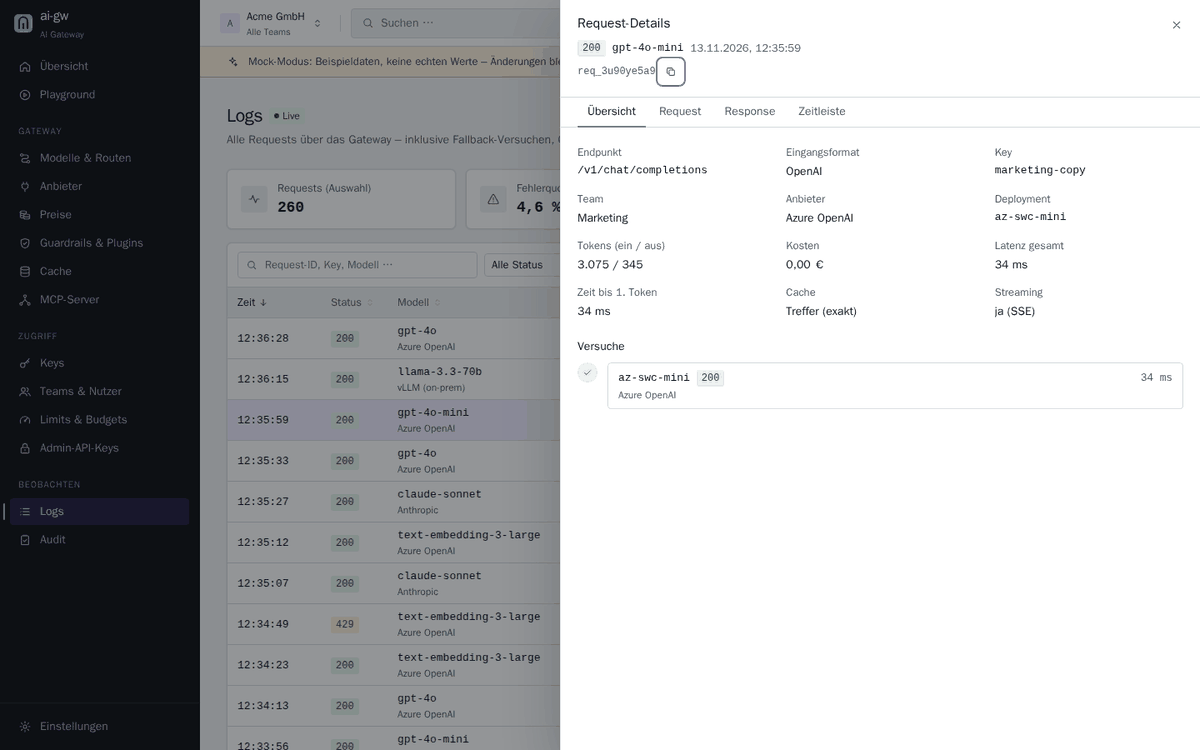 ai-gw
AI Gateway
Übersicht
Playground
GATEWAY
Modelle & Routen
Anbieter
Preise
Guardrails & Plugins
Cache
MCP-Server
ZUGRIFF
Keys
Teams & Nutzer
Limits & Budgets
Admin-API-Keys
BEOBACHTEN
Logs
Audit
Einstellungen
A
Acme GmbH
Alle Teams
Suchen ···
Mock-Modus: Beispieldaten, keine echten Werte – Änderungen
Logs
Live
Alle Requests über das Gateway – inklusive Fallback-Versuchen,
Requests (Auswahl)
260
4,6 %
Request-ID, Key, Modell ···
Alle Status
Zeit ↓ Status Modell
12:36:28 200 gpt-4o
Azure OpenAI
12:36:15 200 llama-3.3-70b
vLLM (on-prem)
12:35:59 200 gpt-4o-mini
Azure OpenAI
12:35:33 200 gpt-4o
Azure OpenAI
12:35:27 200 claude-sonnet
Anthropic
12:35:12 200 text-embedding-3-large
Azure OpenAI
12:35:07 200 claude-sonnet
Anthropic
12:34:49 429 text-embedding-3-large
Azure OpenAI
12:34:23 200 text-embedding-3-large
Azure OpenAI
12:34:13 200 gpt-4o
Azure OpenAI
12:33:56 200 gpt-4o-mini
Request-Details
200 gpt-4o-mini 13.11.2026, 12:35:59
req_3u90ye5a9
Übersicht Request Response Zeitleiste
Endpunkt Eingangsformat Key
/v1/chat/completions OpenAI marketing-copy
Team Anbieter Deployment
Marketing Azure OpenAI az-swc-mini
Tokens (ein / aus) Kosten Latenz gesamt
3.075 / 345 0,00 € 34 ms
Zeit bis 1. Token Cache Streaming
34 ms Treffer (exakt) ja (SSE)
Versuche
az-swc-mini 200 34 ms
Azure OpenAI